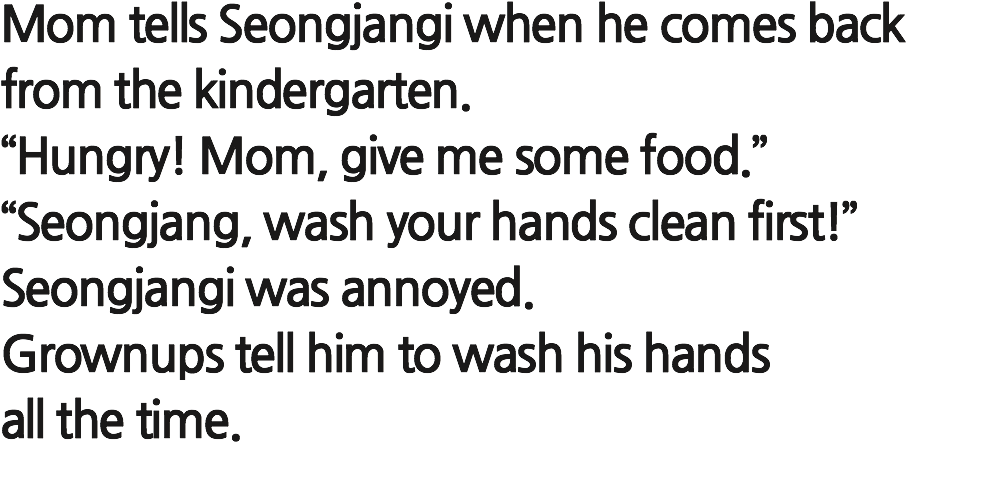 Mom tells Seongjangi when he comes back
from the kindergarten.
“Hungry! Mom, give me some food.”
“Seongjang, wash your hands clean first!”
Seongjangi was annoyed.
Grownups tell him to wash his hands
all the time.